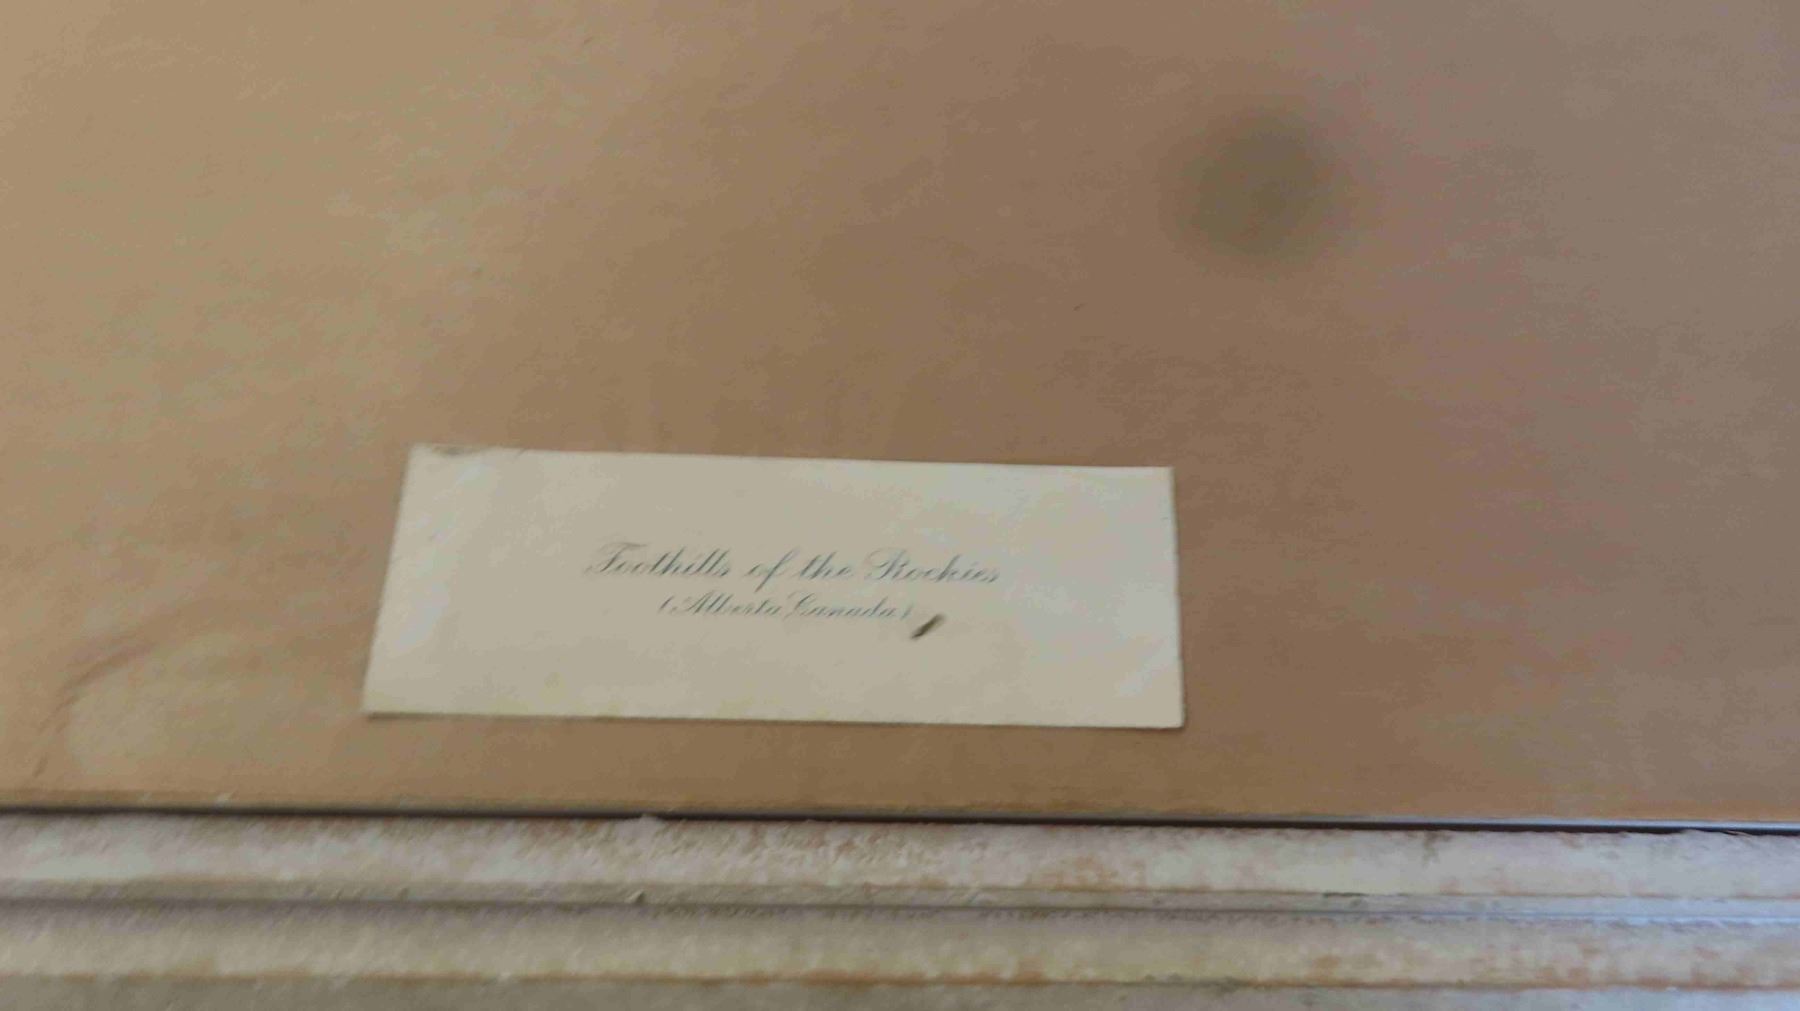 Foothills of the Rockies
(Alberta Canada)